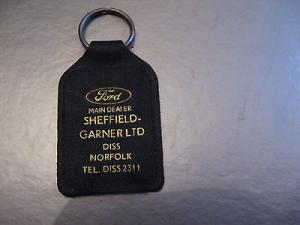 Ford
MAIN DEALER
SHEFFIELD-
GARNER LTD
DISS
NORFOLK
TEL. DISS 2311